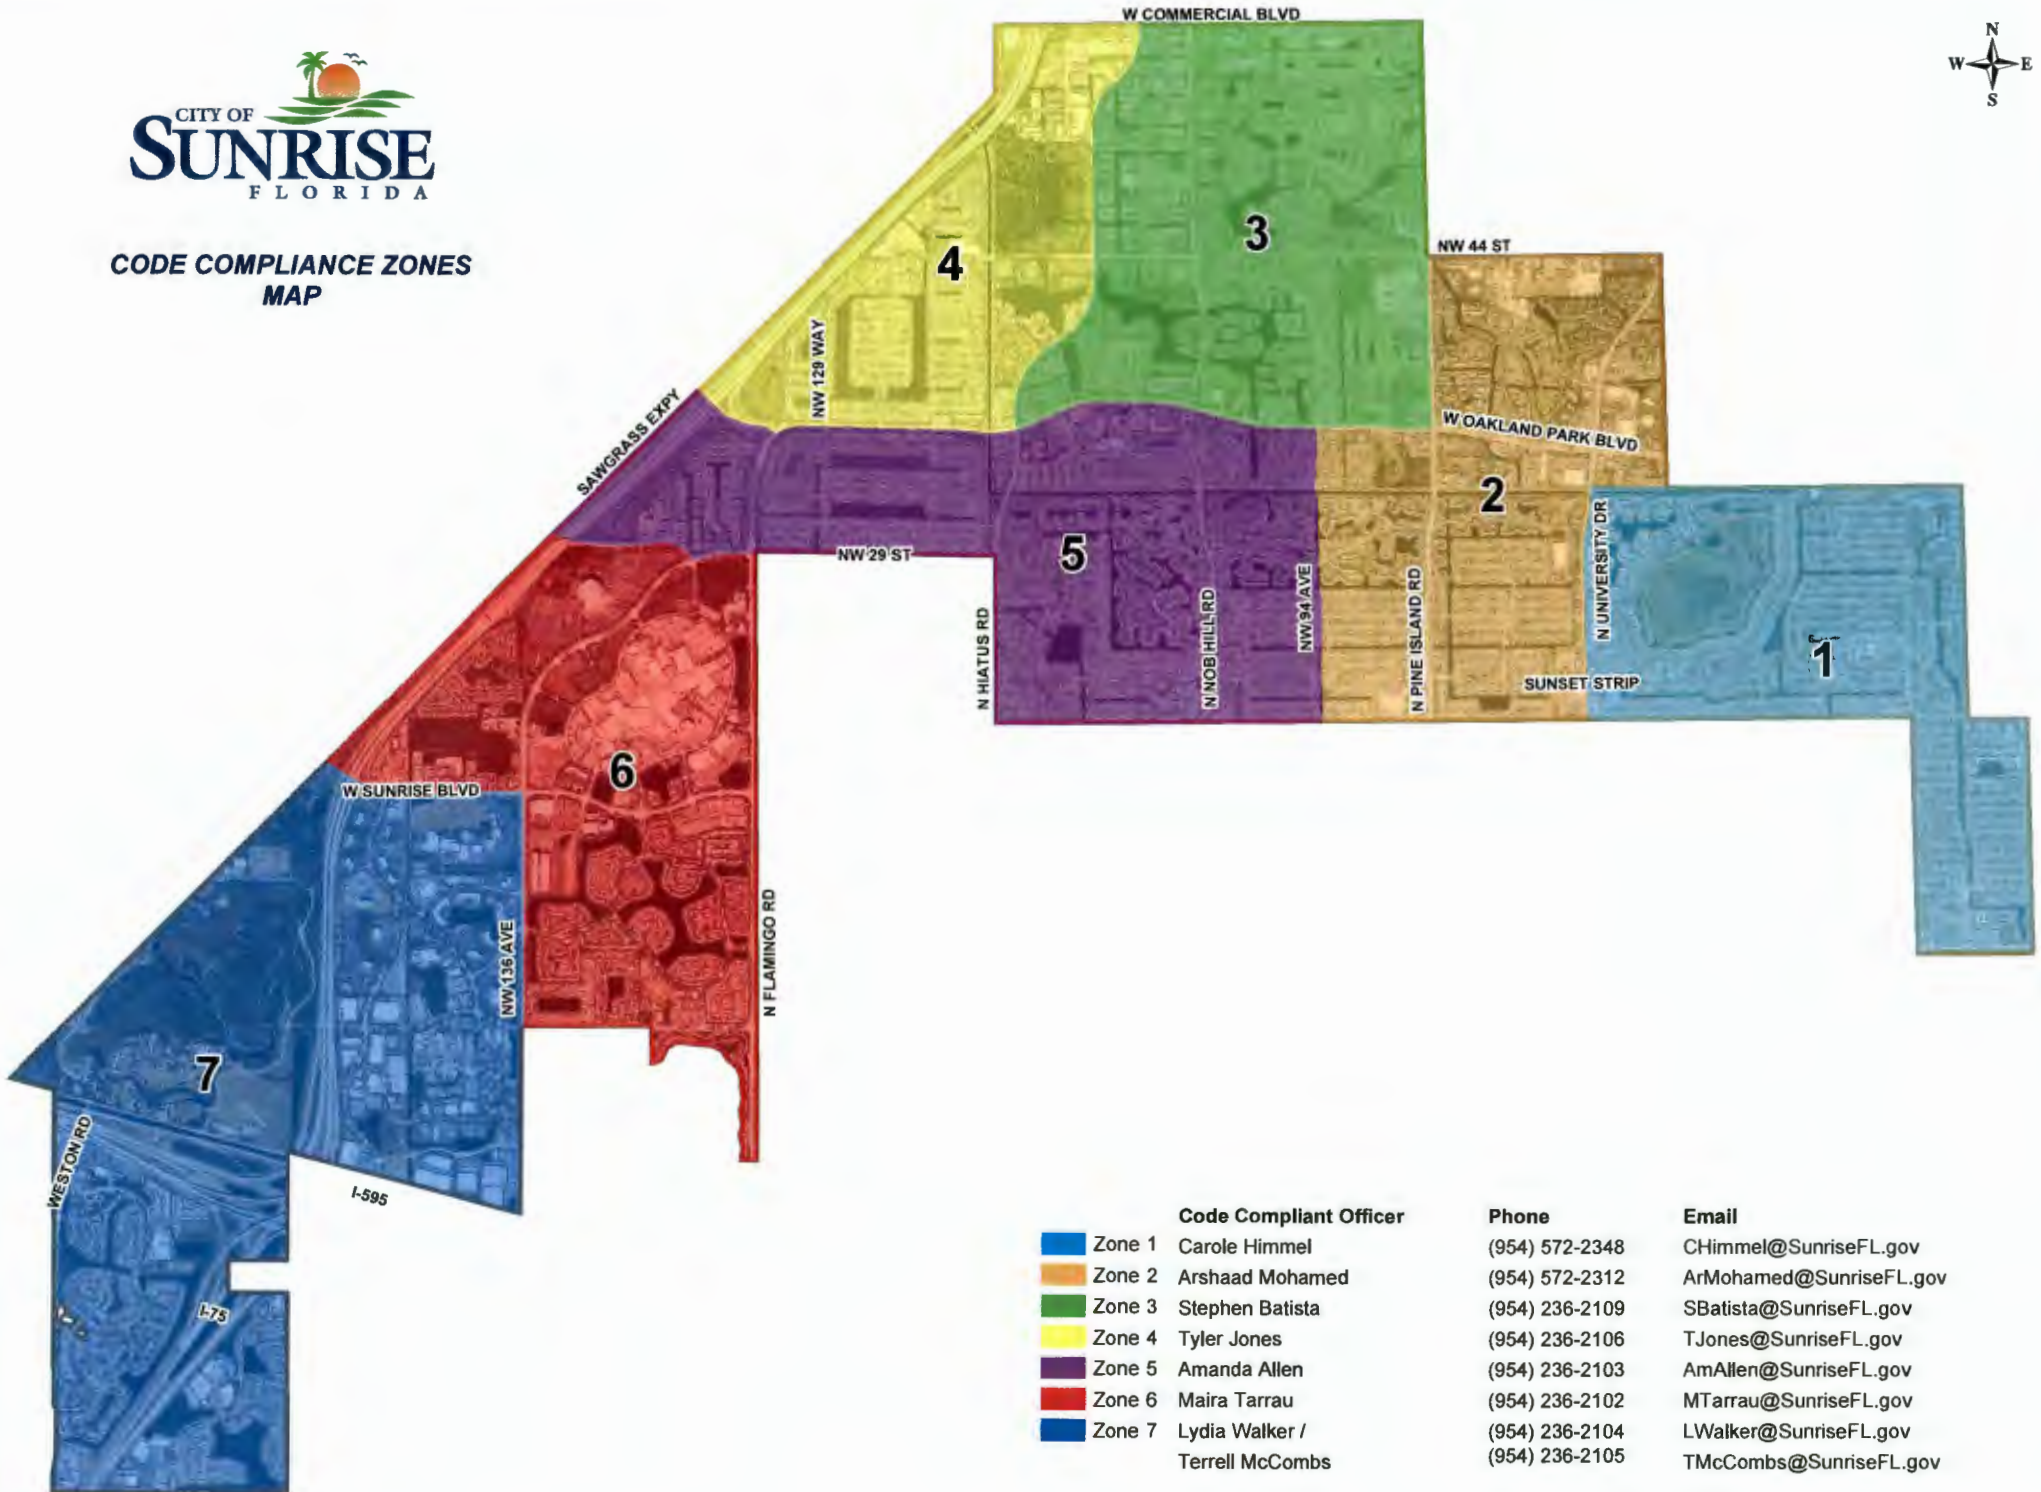 W COMMERCIAL BLVD
N
W E
S
CITY OF
SUNRISE
FLORIDA
CODE COMPLIANCE ZONES
MAP
3
NW 44 ST
4
NW 129 WAY
SAWGRASS EXPY
W OAKLAND PARK BLVD
2
NW 29 ST
5
N UNIVERSITY DR
N HIATUS RD
N NOB HILL RD
NW 94 AVE
N PINE ISLAND RD
SUNSET STRIP
1
6
W SUNRISE BLVD
NW 136 AVE
N FLAMINGO RD
7
WESTON RD
I-595
I-75
Code Compliant Officer Phone Email
Zone 1 Carole Himmel (954) 572-2348 CHimmel@SunriseFL.gov
Zone 2 Arshaad Mohamed (954) 572-2312 ArMohamed@SunriseFL.gov
Zone 3 Stephen Batista (954) 236-2109 SBatista@SunriseFL.gov
Zone 4 Tyler Jones (954) 236-2106 TJones@SunriseFL.gov
Zone 5 Amanda Allen (954) 236-2103 AmAllen@SunriseFL.gov
Zone 6 Maira Tarrau (954) 236-2102 MTarrau@SunriseFL.gov
Zone 7 Lydia Walker / (954) 236-2104 LWalker@SunriseFL.gov
Terrell McCombs (954) 236-2105 TMcCombs@SunriseFL.gov